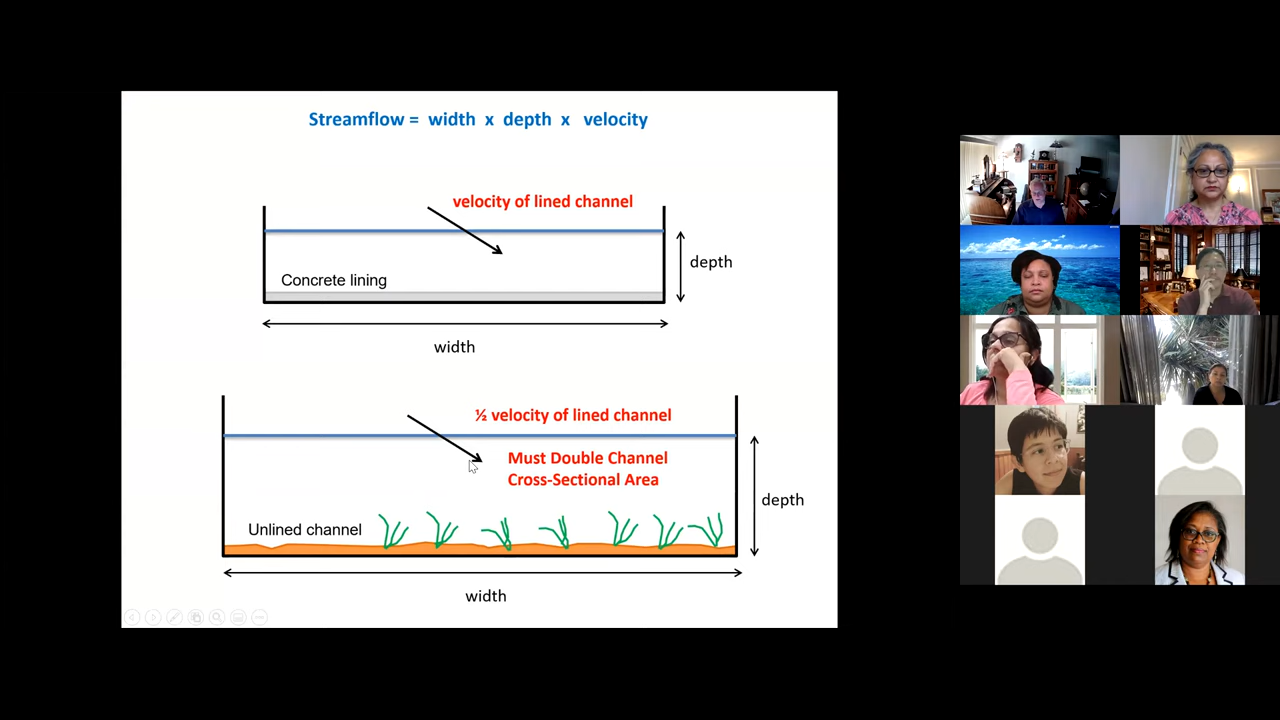 Streamflow = width x depth x velocity
velocity of lined channel
depth
Concrete lining
width
½ velocity of lined channel
Must Double Channel
Cross-Sectional Area
depth
Unlined channel
width